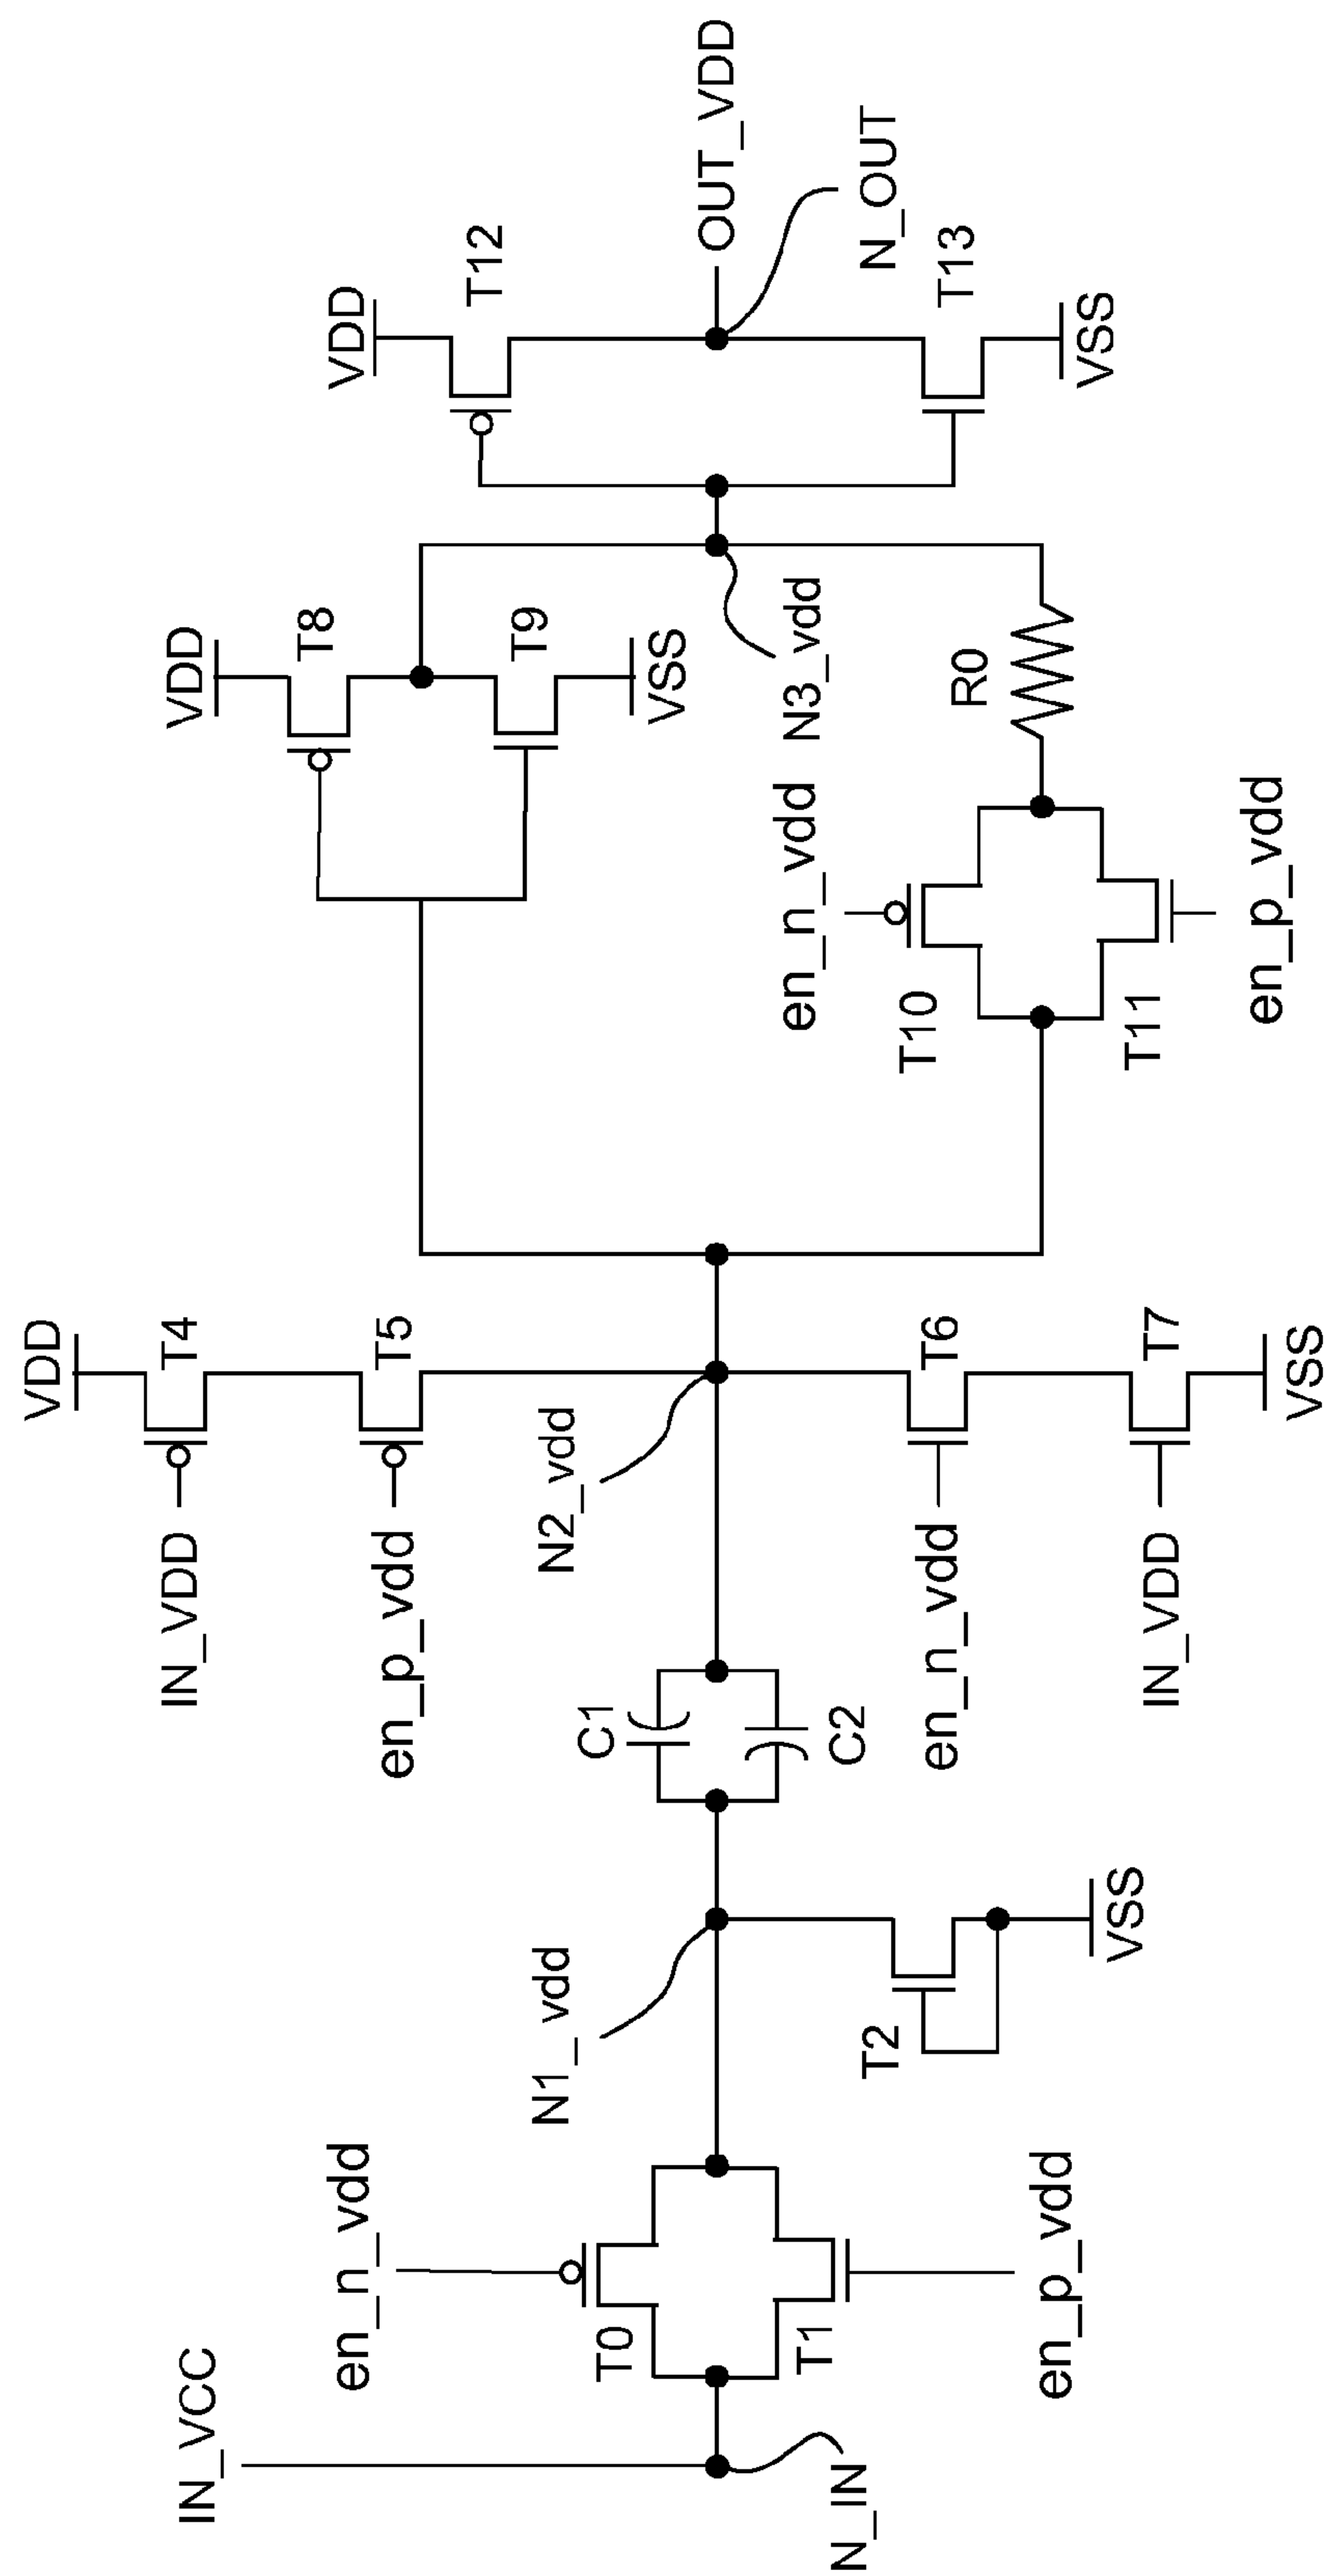 IN_VCC
N_IN
en_n_vdd
T0
T1
en_p_vdd
N1_vdd
T2
VSS
C1
C2
VDD
T4
IN_VDD
T5
en_p_vdd
N2_vdd
T6
en_n_vdd
T7
IN_VDD
VSS
VDD
T8
T9
VSS
en_n_vdd
T10
T11
en_p_vdd
R0
N3_vdd
VDD
T12
OUT_VDD
N_OUT
T13
VSS